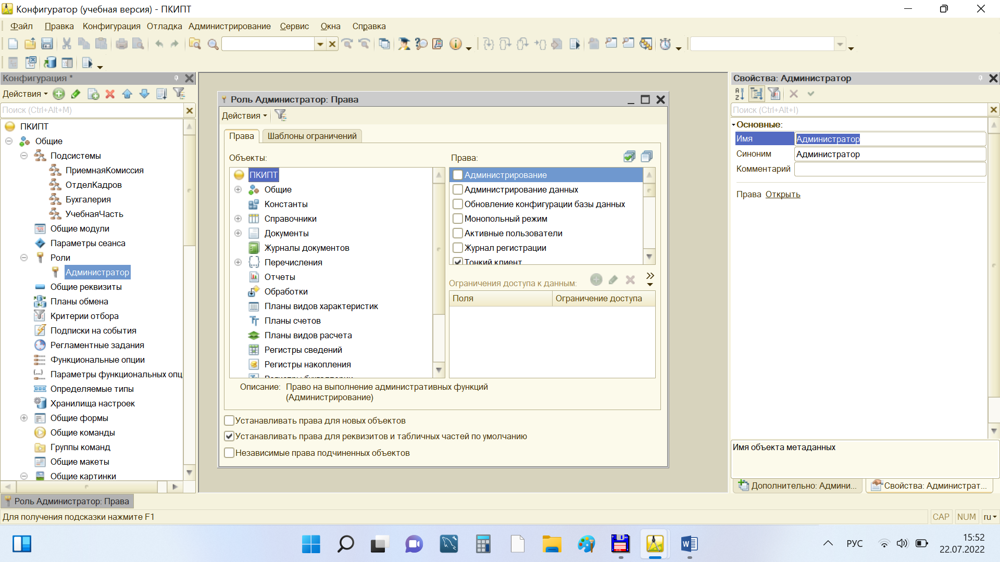 Конфигуратор (учебная версия) - ПКИПТ
Файл Правка Конфигурация Отладка Администрирование Сервис Окна Справка
Конфигурация *
Действия
Поиск (Ctrl+Alt+M)
ПКИПТ
Общие
Подсистемы
ПриемнаяКомиссия
ОтделКадров
Бухгалерия
УчебнаяЧасть
Общие модули
Параметры сеанса
Роли
Администратор
Общие реквизиты
Планы обмена
Критерии отбора
Подписки на события
Регламентные задания
Функциональные опции
Параметры функциональных опц
Определяемые типы
Хранилища настроек
Общие формы
Общие команды
Группы команд
Общие макеты
Общие картинки
Роль Администратор: Права
Действия
Права Шаблоны ограничений
Объекты:
ПКИПТ
Общие
Константы
Справочники
Документы
Журналы документов
Перечисления
Отчеты
Обработки
Планы видов характеристик
Планы счетов
Планы видов расчета
Регистры сведений
Регистры накопления
Права:
Администрирование
Администрирование данных
Обновление конфигурации базы данных
Монопольный режим
Активные пользователи
Журнал регистрации
Тонкий клиент
Ограничения доступа к данным:
Поля Ограничение доступа
Описание: Право на выполнение административных функций
(Администрирование)
Устанавливать права для новых объектов
Устанавливать права для реквизитов и табличных частей по умолчанию
Независимые права подчиненных объектов
Свойства: Администратор
Поиск (Ctrl+Alt+I)
Основные:
Имя Администратор
Синоним Администратор
Комментарий
Права Открыть
Имя объекта метаданных
Дополнительно: Админи... Свойства: Администрат...
Роль Администратор: Права
Для получения подсказки нажмите F1
CAP NUM ru
РУС
15:52
22.07.2022